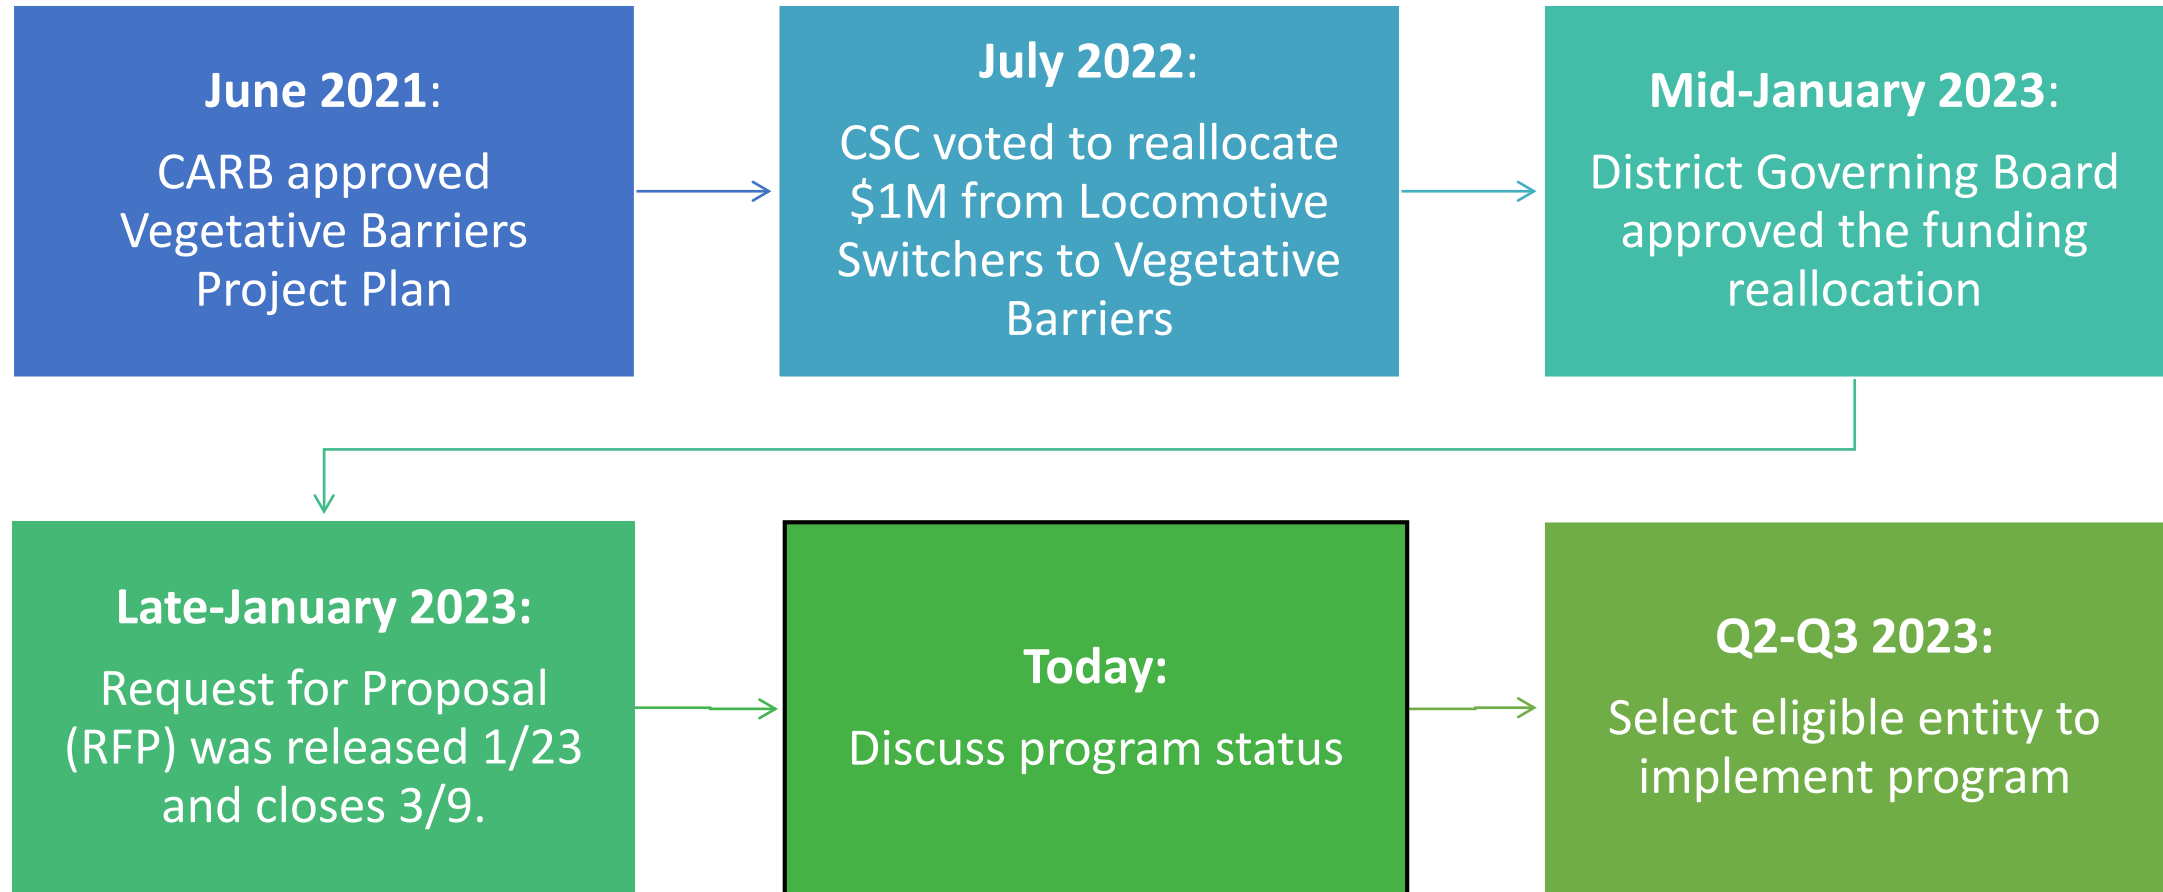 June 2021:
CARB approved
Vegetative Barriers
Project Plan
July 2022:
CSC voted to reallocate
$1M from Locomotive
Switchers to Vegetative
Barriers
Mid-January 2023:
District Governing Board
approved the funding
reallocation
Late-January 2023:
Request for Proposal
(RFP) was released 1/23
and closes 3/9.
Today:
Discuss program status
Q2-Q3 2023:
Select eligible entity to
implement program